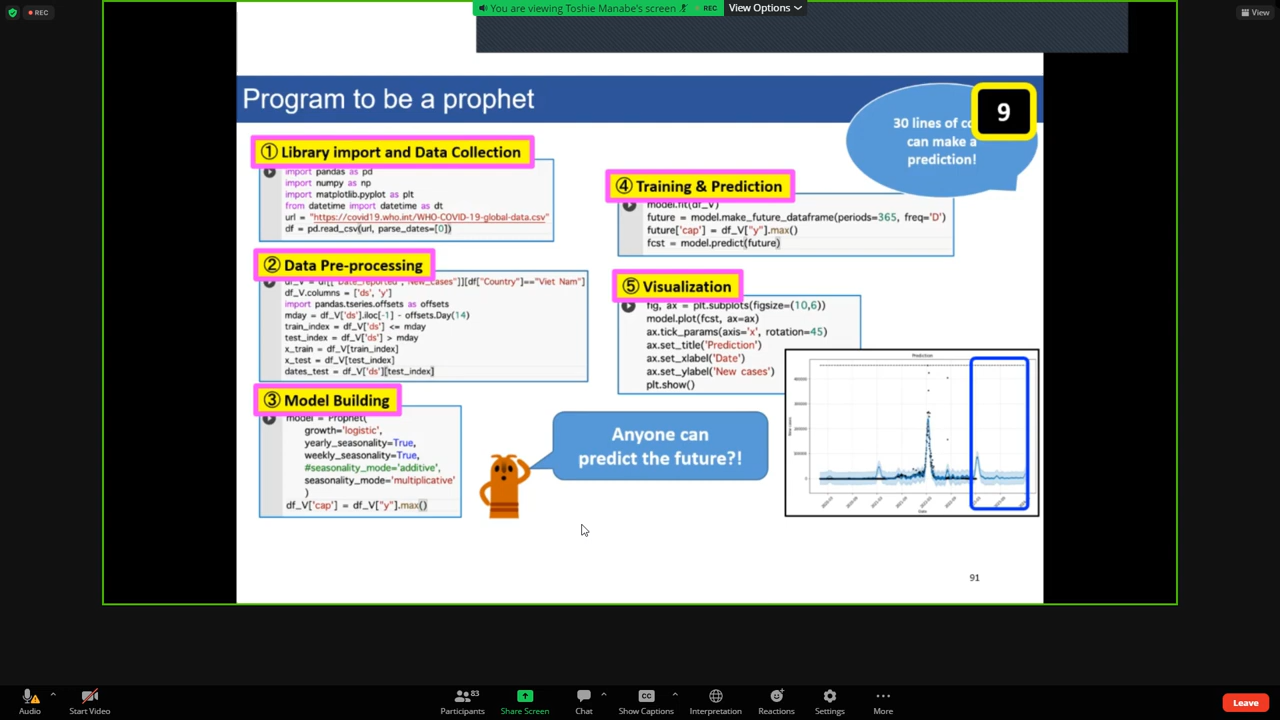 REC
You are viewing Toshie Manabe's screen
REC
View Options
View
Program to be a prophet
9
30 lines of
can make a
prediction!
① Library import and Data Collection
import pandas as pd
import numpy as np
import matplotlib.pyplot as plt
from datetime import datetime as dt
url = "https://covid19.who.int/WHO-COVID-19-global-data.csv"
df = pd.read_csv(url, parse_dates=[0])
② Data Pre-processing
df_V = df[["Date_reported","New_cases"]][df["Country"]=="Viet Nam"]
df_V.columns = ['ds', 'y']
import pandas.tseries.offsets as offsets
mday = df_V['ds'].iloc[-1] - offsets.Day(14)
train_index = df_V['ds'] <= mday
test_index = df_V['ds'] > mday
x_train = df_V[train_index]
x_test = df_V[test_index]
dates_test = df_V['ds'][test_index]
③ Model Building
model = Prophet(
growth='logistic',
yearly_seasonality=True,
weekly_seasonality=True,
#seasonality_mode='additive',
seasonality_mode='multiplicative'
)
df_V['cap'] = df_V["y"].max()
④ Training & Prediction
model.fit(df_V)
future = model.make_future_dataframe(periods=365, freq='D')
future['cap'] = df_V["y"].max()
fcst = model.predict(future)
⑤ Visualization
fig, ax = plt.subplots(figsize=(10,6))
model.plot(fcst, ax=ax)
ax.tick_params(axis='x', rotation=45)
ax.set_title('Prediction')
ax.set_xlabel('Date')
ax.set_ylabel('New cases')
plt.show()
Prediction
Date
Anyone can
predict the future?!
91
Audio
Start Video
Participants
83
Share Screen
Chat
Show Captions
Interpretation
Reactions
Settings
More
Leave